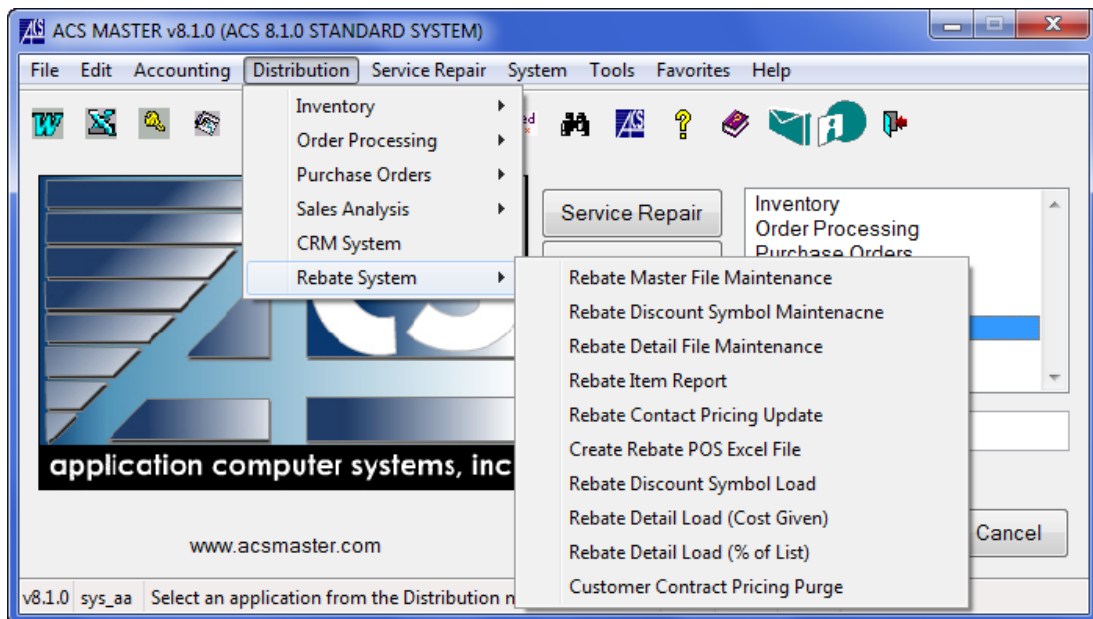 ACS MASTER v8.1.0 (ACS 8.1.0 STANDARD SYSTEM)
File Edit Accounting Distribution Service Repair System Tools Favorites Help
Inventory
Order Processing
Purchase Orders
Sales Analysis
CRM System
Rebate System
Service Repair
Inventory
Order Processing
Purchase Orders
Rebate Master File Maintenance
Rebate Discount Symbol Maintenacne
Rebate Detail File Maintenance
Rebate Item Report
Rebate Contact Pricing Update
Create Rebate POS Excel File
Rebate Discount Symbol Load
Rebate Detail Load (Cost Given)
Rebate Detail Load (% of List)
Customer Contract Pricing Purge
application computer systems, inc
www.acsmaster.com
Cancel
v8.1.0 sys_aa Select an application from the Distribution